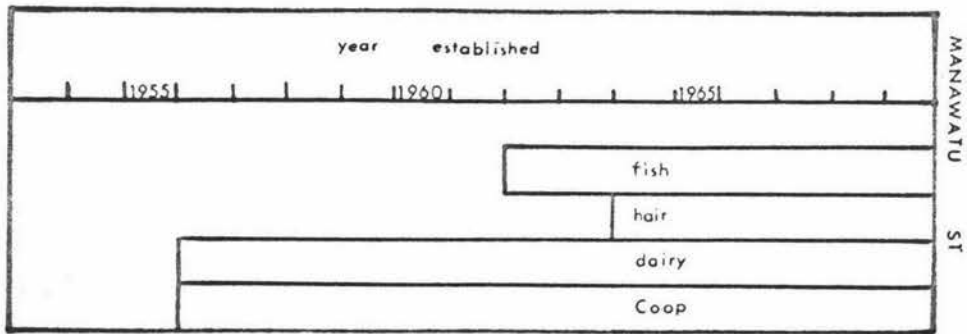 year established
1955 1960 1965
fish
hair
dairy
Coop
MANAWATU ST